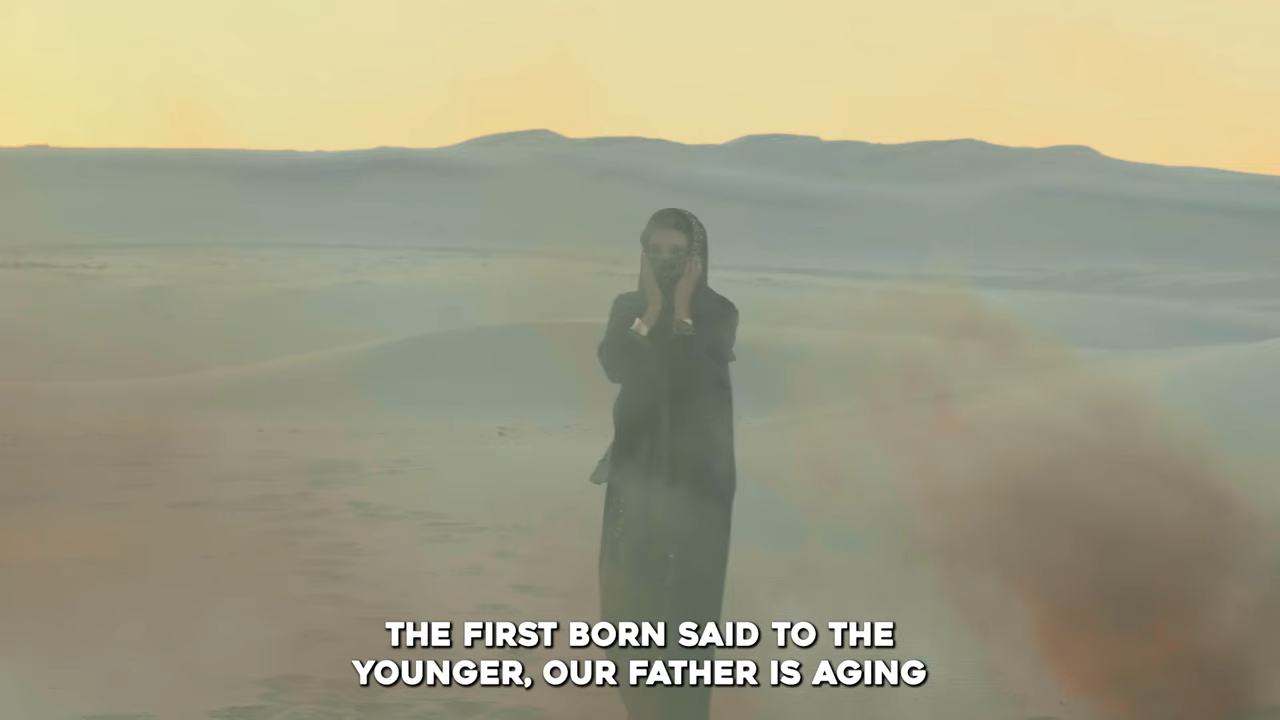 THE FIRST BORN SAID TO THE
YOUNGER, OUR FATHER IS AGING